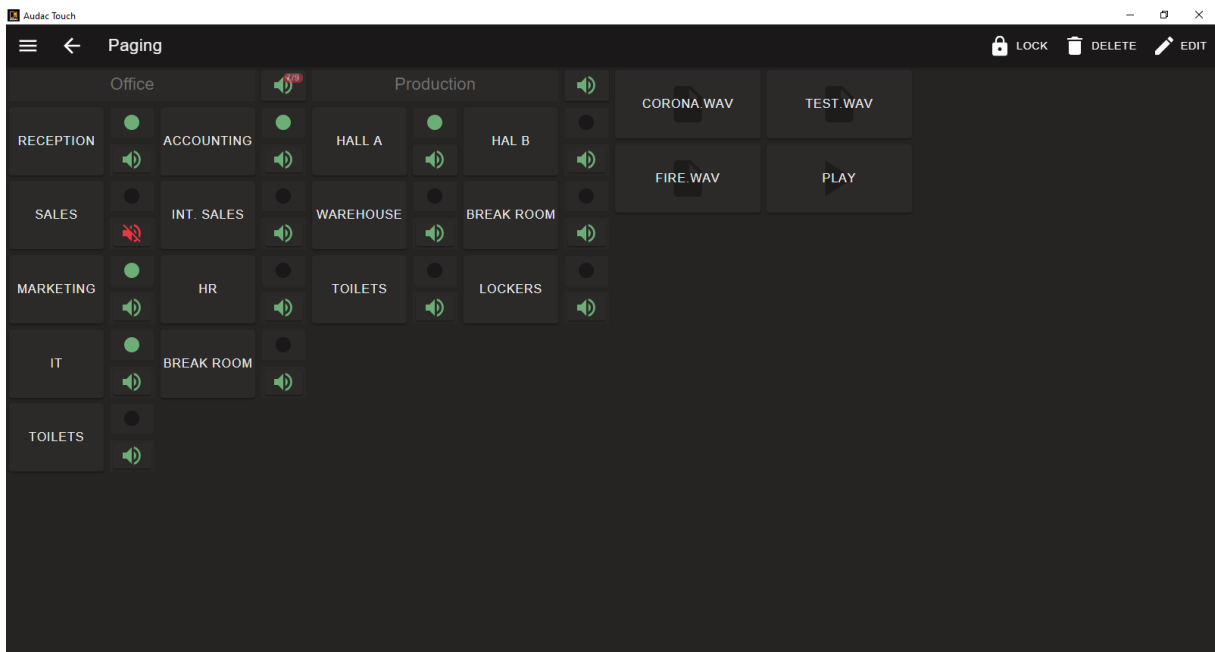 Audac Touch
Paging
LOCK
DELETE
EDIT
Office
Production
CORONA.WAV
TEST.WAV
RECEPTION
ACCOUNTING
HALL A
HAL B
FIRE.WAV
PLAY
SALES
INT. SALES
WAREHOUSE
BREAK ROOM
MARKETING
HR
TOILETS
LOCKERS
IT
BREAK ROOM
TOILETS